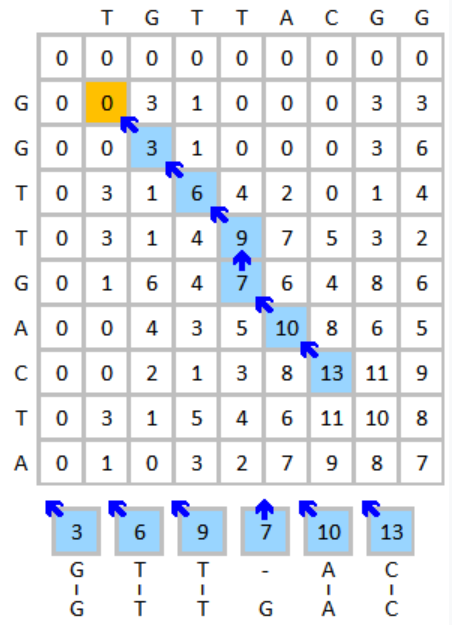 T G T T A C G G
0 0 0 0 0 0 0 0 0
G 0 0 3 1 0 0 0 3 3
G 0 0 3 1 0 0 0 3 6
T 0 3 1 6 4 2 0 1 4
T 0 3 1 4 9 7 5 3 2
G 0 1 6 4 7 6 4 8 6
A 0 0 4 3 5 10 8 6 5
C 0 0 2 1 3 8 13 11 9
T 0 3 1 5 4 6 11 10 8
A 0 1 0 3 2 7 9 8 7
3 6 9 7 10 13
G T T - A C
G T T G A C